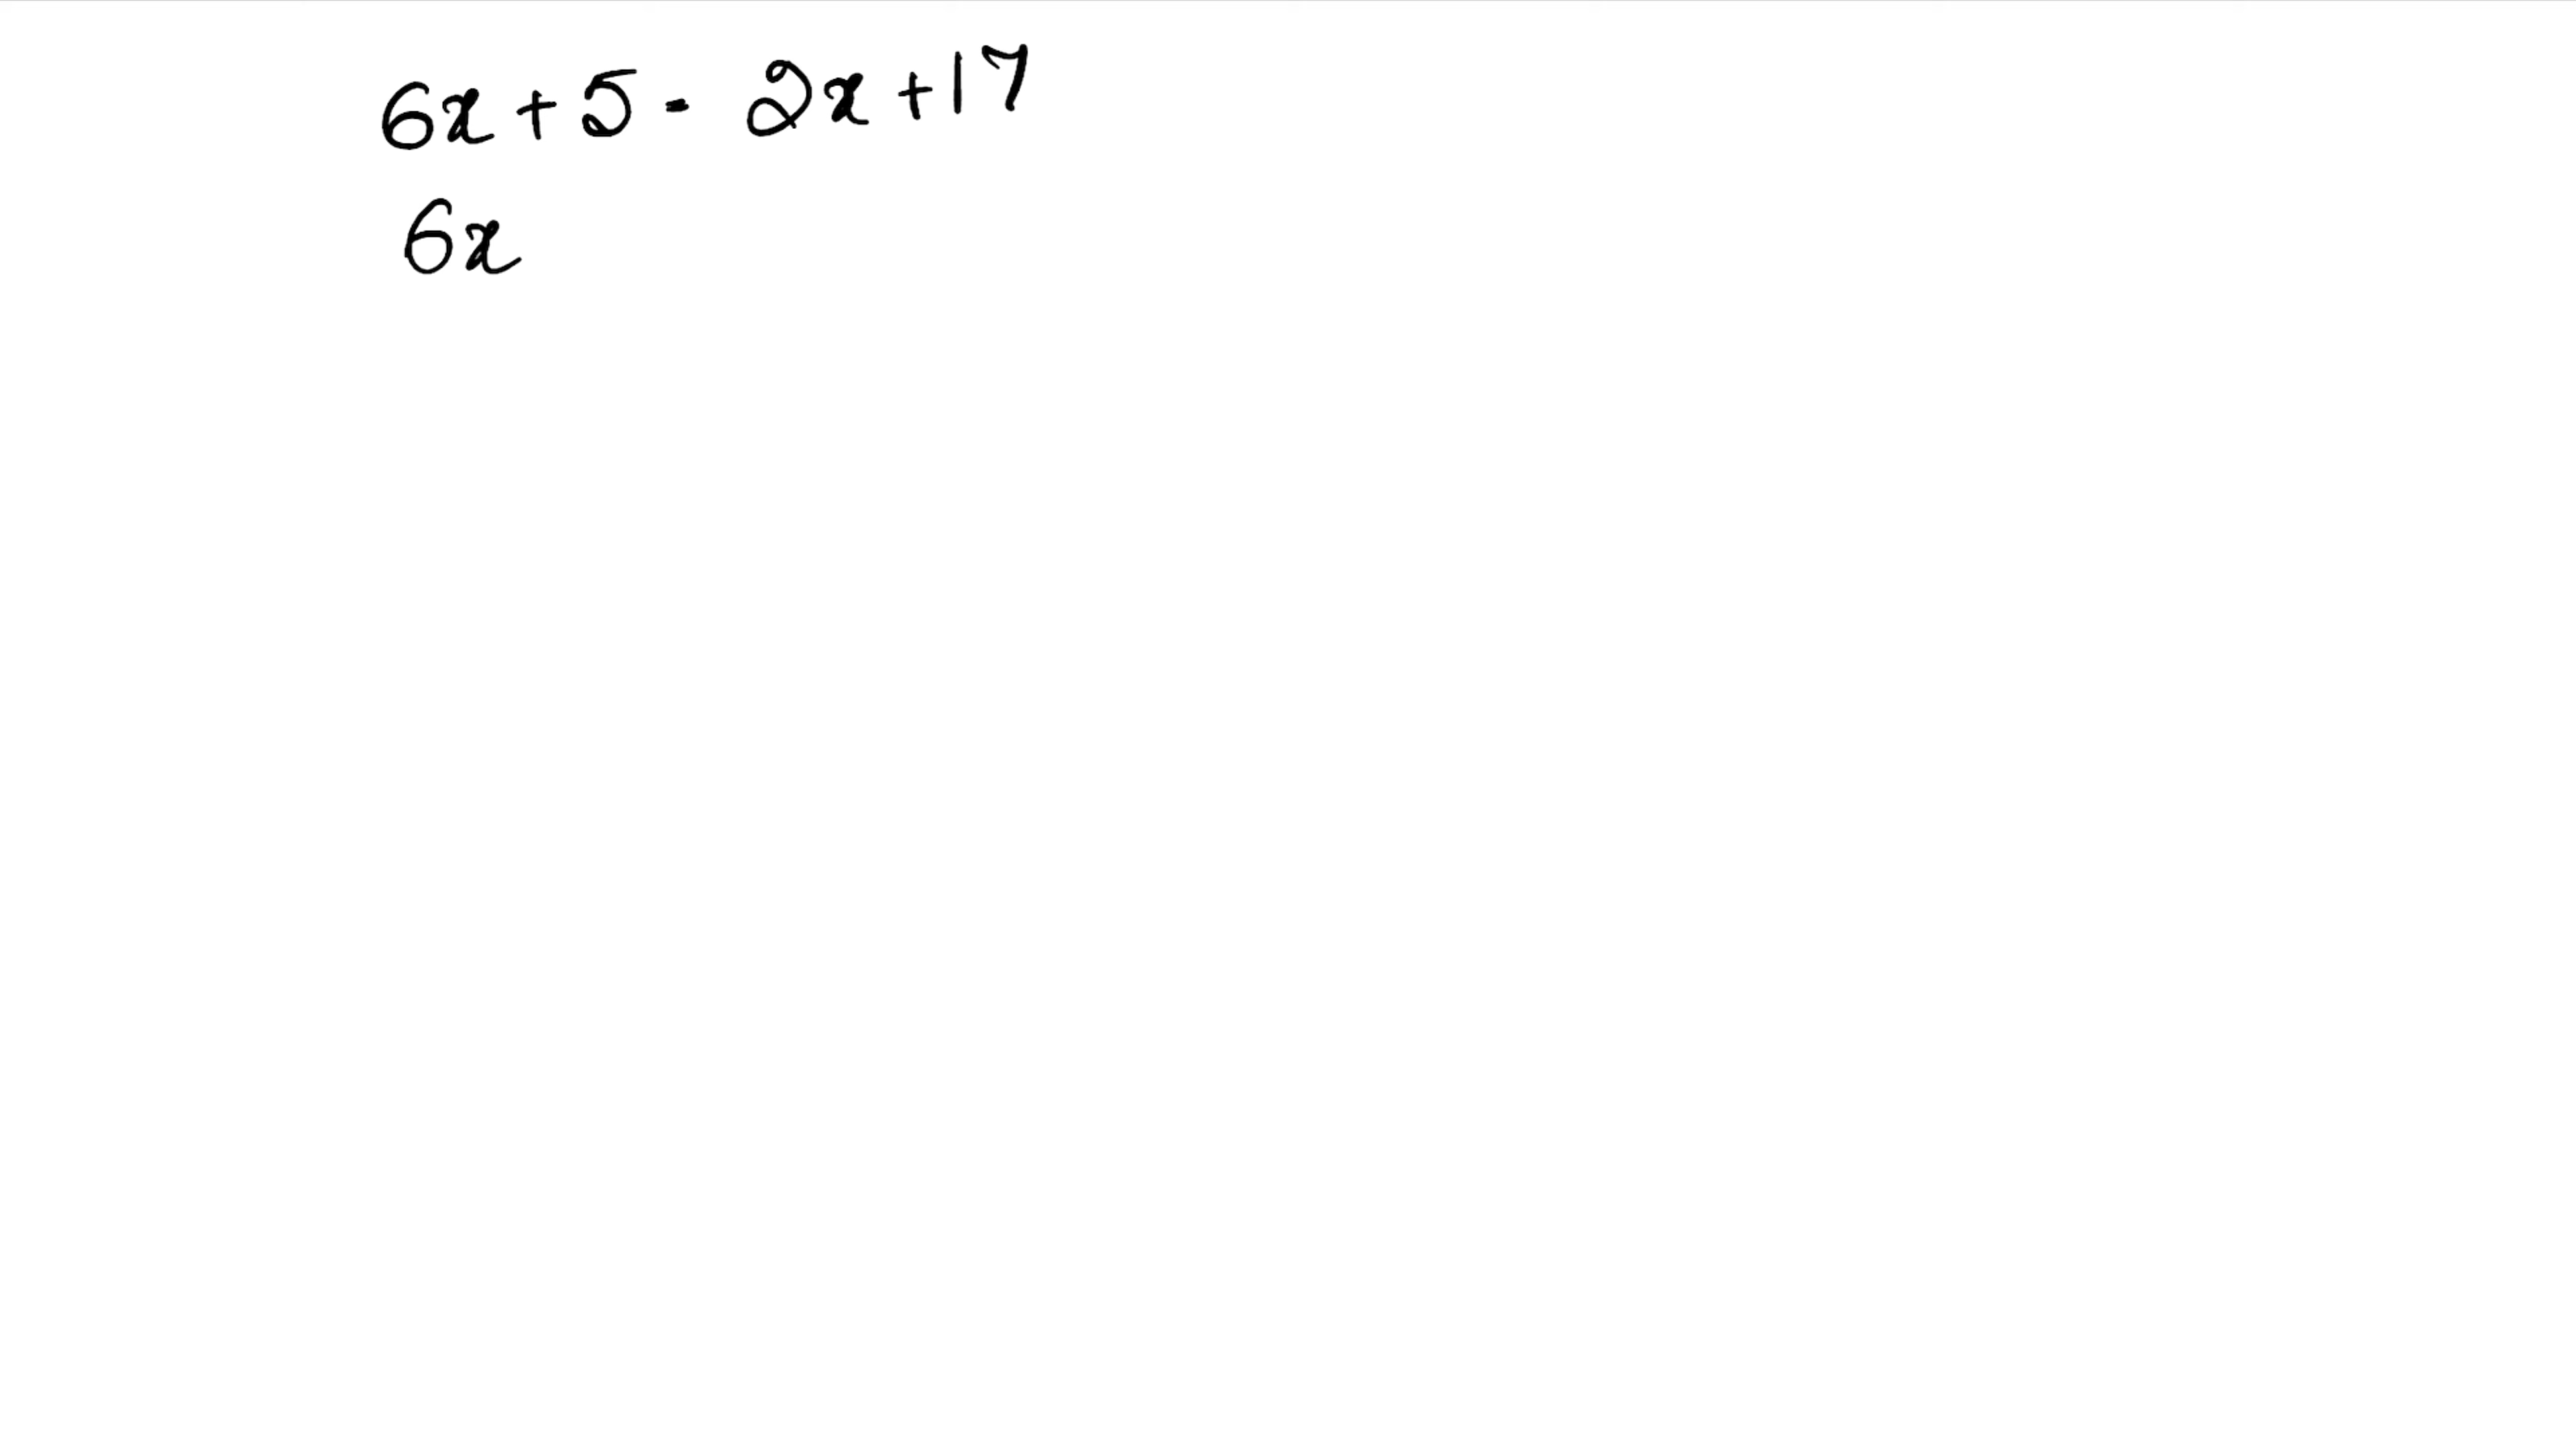 6x + 5 = 2x + 17
6x